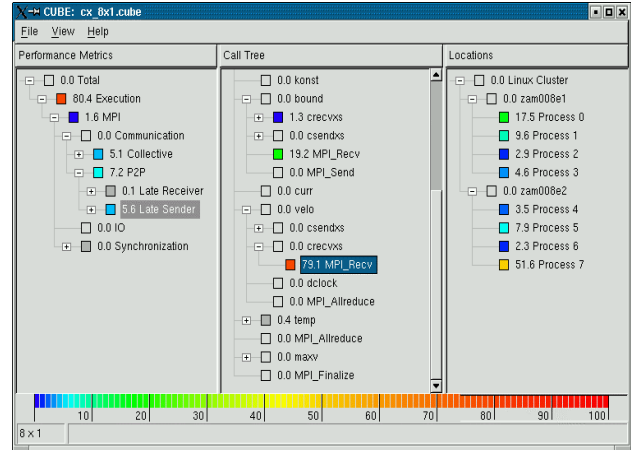 CUBE: cx_8x1.cube
File View Help
Performance Metrics
0.0 Total
80.4 Execution
1.6 MPI
0.0 Communication
5.1 Collective
7.2 P2P
0.1 Late Receiver
5.6 Late Sender
0.0 IO
0.0 Synchronization
Call Tree
0.0 konst
0.0 bound
1.3 crecvxs
0.0 csendxs
19.2 MPI_Recv
0.0 MPI_Send
0.0 curr
0.0 velo
0.0 csendxs
0.0 crecvxs
79.1 MPI_Recv
0.0 dclock
0.0 MPI_Allreduce
0.4 temp
0.0 MPI_Allreduce
0.0 maxv
0.0 MPI_Finalize
Locations
0.0 Linux Cluster
0.0 zam008e1
17.5 Process 0
9.6 Process 1
2.9 Process 2
4.6 Process 3
0.0 zam008e2
3.5 Process 4
7.9 Process 5
2.3 Process 6
51.6 Process 7
10 20 30 40 50 60 70 80 90 100
8 x 1